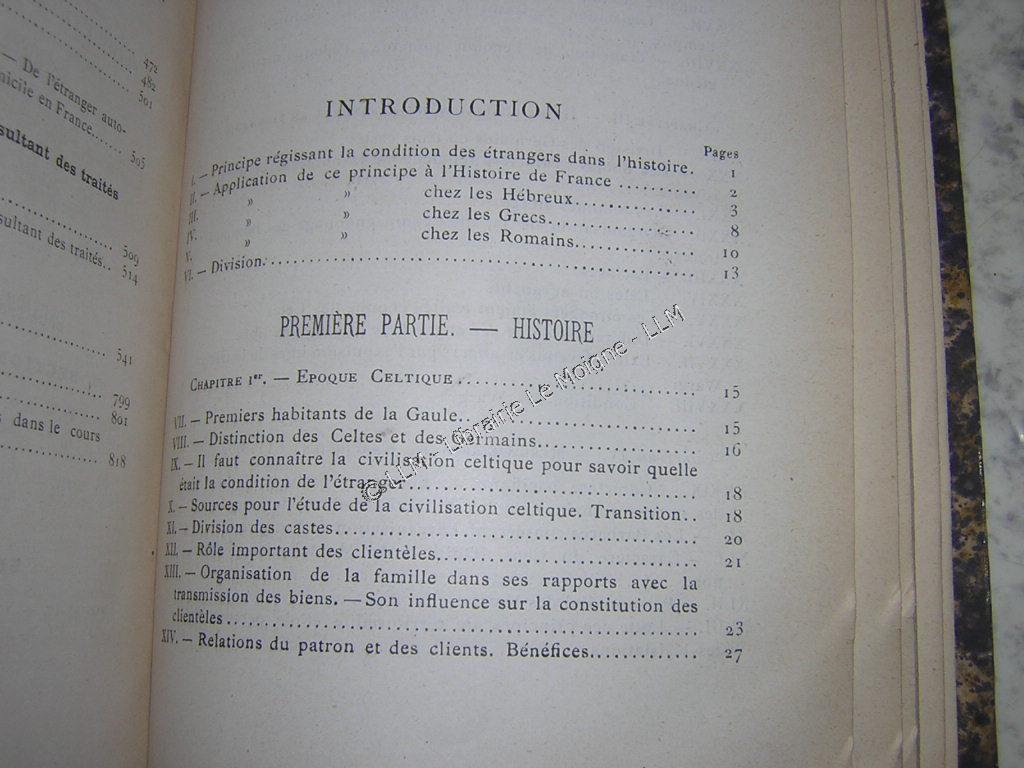 472
482
501
— De l'étranger auto-
micile en France...... 505
sultant des traités
509
sultant des traités.. 514
541
799
801
s dans le cours
818
INTRODUCTION
Pages
I. — Principe régissant la condition des étrangers dans l'histoire. 1
II. — Application de ce principe à l'Histoire de France .......... 2
III. » » chez les Hébreux................ 3
IV. » » chez les Grecs.................... 8
V. » » chez les Romains................ 10
VI. — Division................................................ 13
PREMIÈRE PARTIE. — HISTOIRE
CHAPITRE Ier. — EPOQUE CELTIQUE........................... 15
VII. — Premiers habitants de la Gaule.......................... 15
VIII. — Distinction des Celtes et des Germains.................. 16
IX. — Il faut connaître la civilisation celtique pour savoir quelle
était la condition de l'étranger.............................. 18
X. — Sources pour l'étude de la civilisation celtique. Transition.. 18
XI. — Division des castes...................................... 20
XII. — Rôle important des clientèles............................ 21
XIII. — Organisation de la famille dans ses rapports avec la
transmission des biens. — Son influence sur la constitution des
clientèles.................................................... 23
XIV. — Relations du patron et des clients. Bénéfices............ 27
© LLM - Librairie Le Moigne - LLM